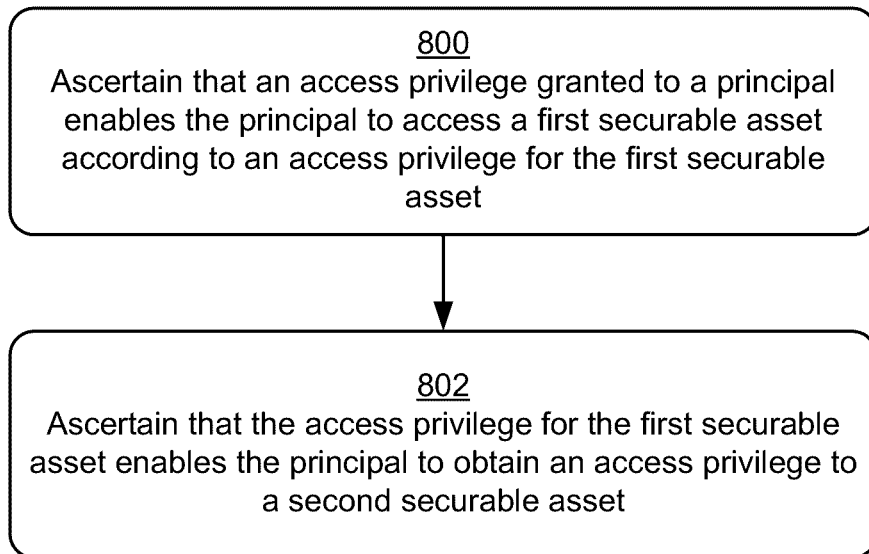 800
Ascertain that an access privilege granted to a principal
enables the principal to access a first securable asset
according to an access privilege for the first securable
asset
802
Ascertain that the access privilege for the first securable
asset enables the principal to obtain an access privilege to
a second securable asset